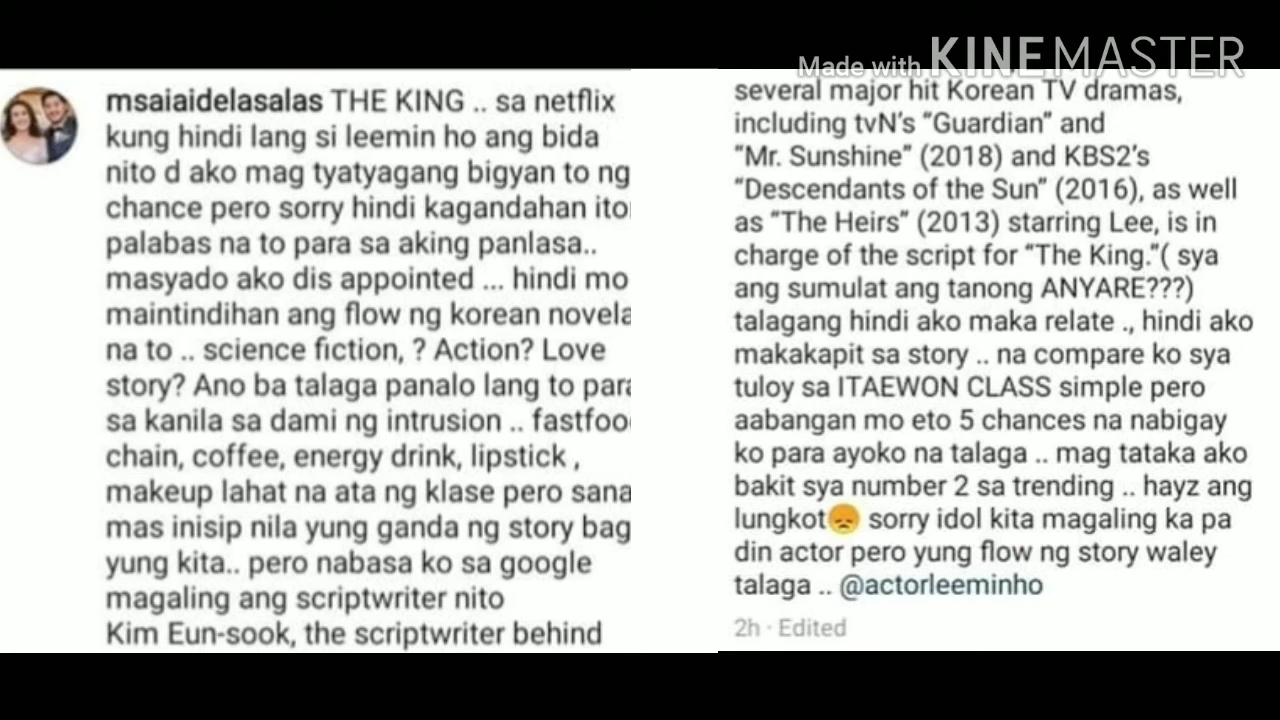 Made with KINEMASTER
msaiaidelasalas THE KING .. sa netflix
kung hindi lang si leemin ho ang bida
nito d ako mag tyatyagang bigyan to ng
chance pero sorry hindi kagandahan ito
palabas na to para sa aking panlasa..
masyado ako dis appointed ... hindi mo
maintindihan ang flow ng korean novela
na to .. science fiction, ? Action? Love
story? Ano ba talaga panalo lang to para
sa kanila sa dami ng intrusion .. fastfoo
chain, coffee, energy drink, lipstick ,
makeup lahat na ata ng klase pero sana
mas inisip nila yung ganda ng story bag
yung kita.. pero nabasa ko sa google
magaling ang scriptwriter nito
Kim Eun-sook, the scriptwriter behind
several major hit Korean TV dramas,
including tvN's "Guardian" and
"Mr. Sunshine" (2018) and KBS2's
"Descendants of the Sun" (2016), as well
as "The Heirs" (2013) starring Lee, is in
charge of the script for "The King."( sya
ang sumulat ang tanong ANYARE???)
talagang hindi ako maka relate ., hindi ako
makakapit sa story .. na compare ko sya
tuloy sa ITAEWON CLASS simple pero
aabangan mo eto 5 chances na nabigay
ko para ayoko na talaga .. mag tataka ako
bakit sya number 2 sa trending .. hayz ang
lungkot😞 sorry idol kita magaling ka pa
din actor pero yung flow ng story waley
talaga .. @actorleeminho
2h · Edited